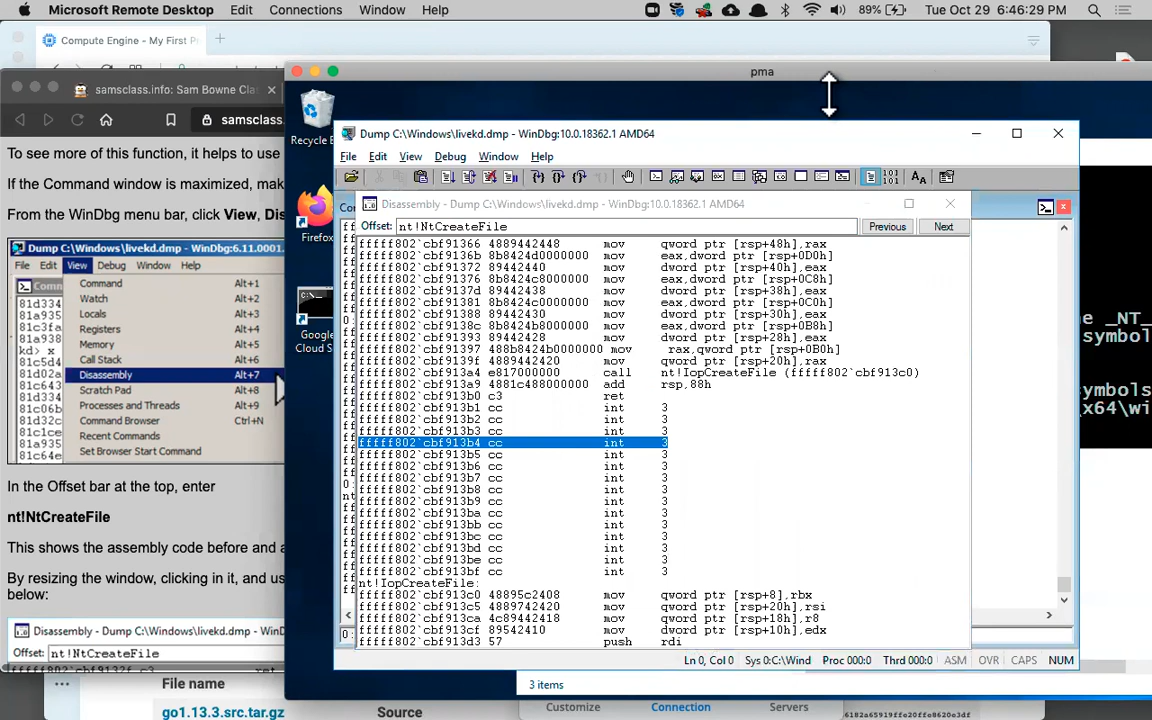 Microsoft Remote Desktop Edit Connections Window Help 89% Tue Oct 29 6:46:29 PM
Compute Engine - My First P
samsclass.info: Sam Bowne Cla
samsclass
pma
Recycle B
Firefox
Google
Cloud S
To see more of this function, it helps to use
If the Command window is maximized, mak
From the WinDbg menu bar, click View, Dis
Dump C:\Windows\livekd.dmp - WinDbg:6.11.0001.
File Edit View Debug Window Help
Command Alt+1
Watch Alt+2
Locals Alt+3
Registers Alt+4
Memory Alt+5
Call Stack Alt+6
Disassembly Alt+7
Scratch Pad Alt+8
Processes and Threads Alt+9
Command Browser Ctrl+N
Recent Commands
Set Browser Start Command
81d334
81a935
81c3fa
81a938
kd> x
81c5d4
81d02a
81d334
81c06b
81d32c
81c1ce
81a935
81c64e
In the Offset bar at the top, enter
nt!NtCreateFile
This shows the assembly code before and a
By resizing the window, clicking in it, and us
below:
Disassembly - Dump C:\Windows\livekd.dmp - WinD
Offset: nt!NtCreateFile
File name
go1.13.3.src.tar.gz Source
Dump C:\Windows\livekd.dmp - WinDbg:10.0.18362.1 AMD64
File Edit View Debug Window Help
Disassembly - Dump C:\Windows\livekd.dmp - WinDbg:10.0.18362.1 AMD64
Offset: nt!NtCreateFile Previous Next
fffff802`cbf91366 4889442448 mov qword ptr [rsp+48h],rax
fffff802`cbf9136b 8b8424d0000000 mov eax,dword ptr [rsp+0D0h]
fffff802`cbf91372 89442440 mov dword ptr [rsp+40h],eax
fffff802`cbf91376 8b8424c8000000 mov eax,dword ptr [rsp+0C8h]
fffff802`cbf9137d 89442438 mov dword ptr [rsp+38h],eax
fffff802`cbf91381 8b8424c0000000 mov eax,dword ptr [rsp+0C0h]
fffff802`cbf91388 89442430 mov dword ptr [rsp+30h],eax
fffff802`cbf9138c 8b8424b8000000 mov eax,dword ptr [rsp+0B8h]
fffff802`cbf91393 89442428 mov dword ptr [rsp+28h],eax
fffff802`cbf91397 488b8424b0000000 mov rax,qword ptr [rsp+0B0h]
fffff802`cbf9139f 4889442420 mov qword ptr [rsp+20h],rax
fffff802`cbf913a4 e817000000 call nt!IopCreateFile (fffff802`cbf913c0)
fffff802`cbf913a9 4881c488000000 add rsp,88h
fffff802`cbf913b0 c3 ret
fffff802`cbf913b1 cc int 3
fffff802`cbf913b2 cc int 3
fffff802`cbf913b3 cc int 3
fffff802`cbf913b4 cc int 3
fffff802`cbf913b5 cc int 3
fffff802`cbf913b6 cc int 3
fffff802`cbf913b7 cc int 3
fffff802`cbf913b8 cc int 3
fffff802`cbf913b9 cc int 3
fffff802`cbf913ba cc int 3
fffff802`cbf913bb cc int 3
fffff802`cbf913bc cc int 3
fffff802`cbf913bd cc int 3
fffff802`cbf913be cc int 3
fffff802`cbf913bf cc int 3
nt!IopCreateFile:
fffff802`cbf913c0 48895c2408 mov qword ptr [rsp+8],rbx
fffff802`cbf913c5 4889742420 mov qword ptr [rsp+20h],rsi
fffff802`cbf913ca 4c89442418 mov qword ptr [rsp+18h],r8
fffff802`cbf913cf 89542410 mov dword ptr [rsp+10h],edx
fffff802`cbf913d3 57 push rdi
Ln 0, Col 0 Sys 0:C:\Wind Proc 000:0 Thrd 000:0 ASM OVR CAPS NUM
3 items
Customize Connection Servers
e _NT_
symbol
symbols
\x64\wi